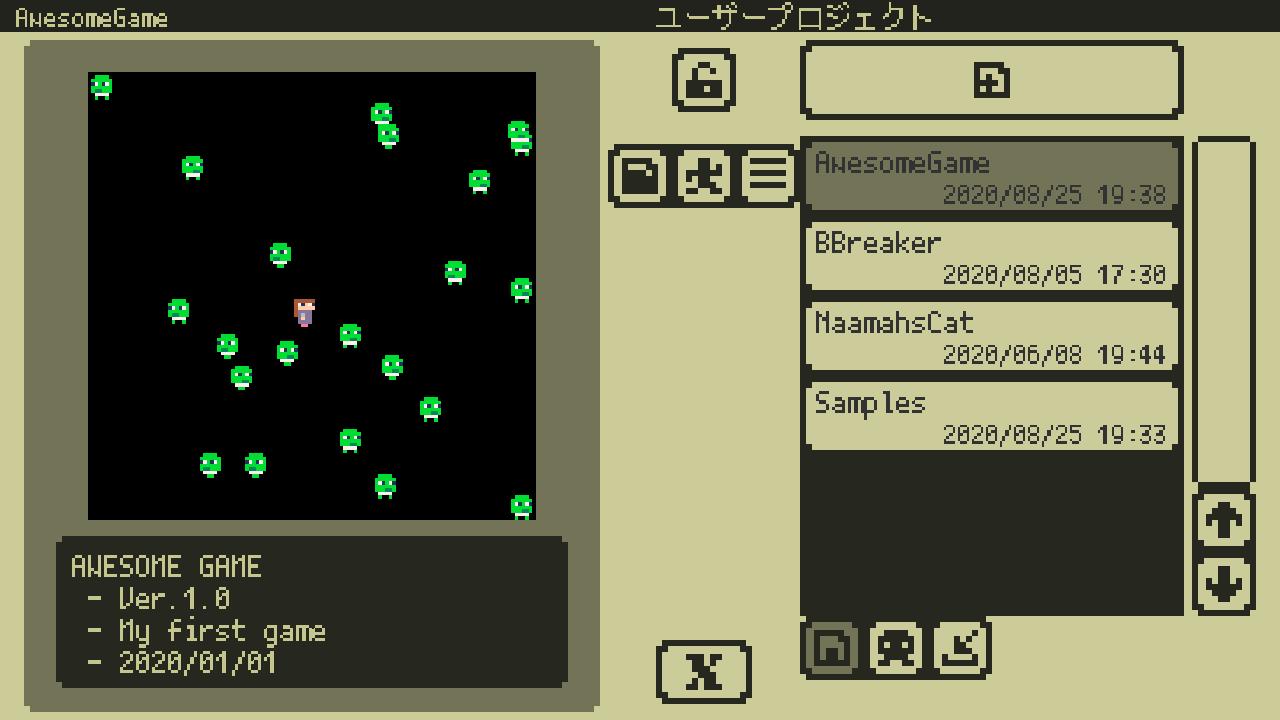 AwesomeGame
ユーザープロジェクト
AwesomeGame
2020/08/25 19:38
BBreaker
2020/08/05 17:30
NaamahsCat
2020/06/08 19:44
Samples
2020/08/25 19:33
AWESOME GAME
- Ver.1.0
- My first game
- 2020/01/01
X